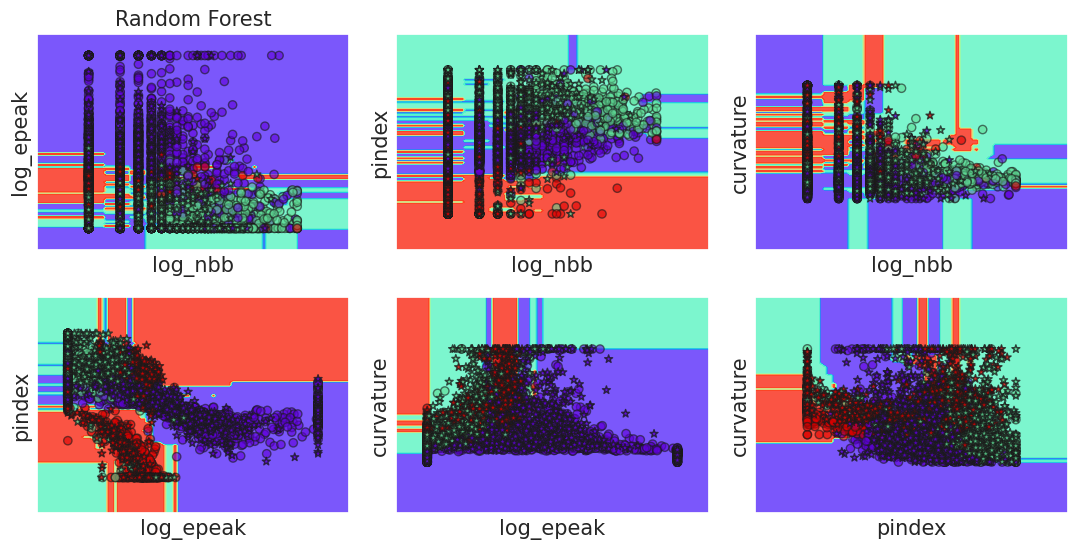 Random Forest
log_epeak
log_nbb
pindex
log_nbb
curvature
log_nbb
pindex
log_epeak
curvature
log_epeak
curvature
pindex